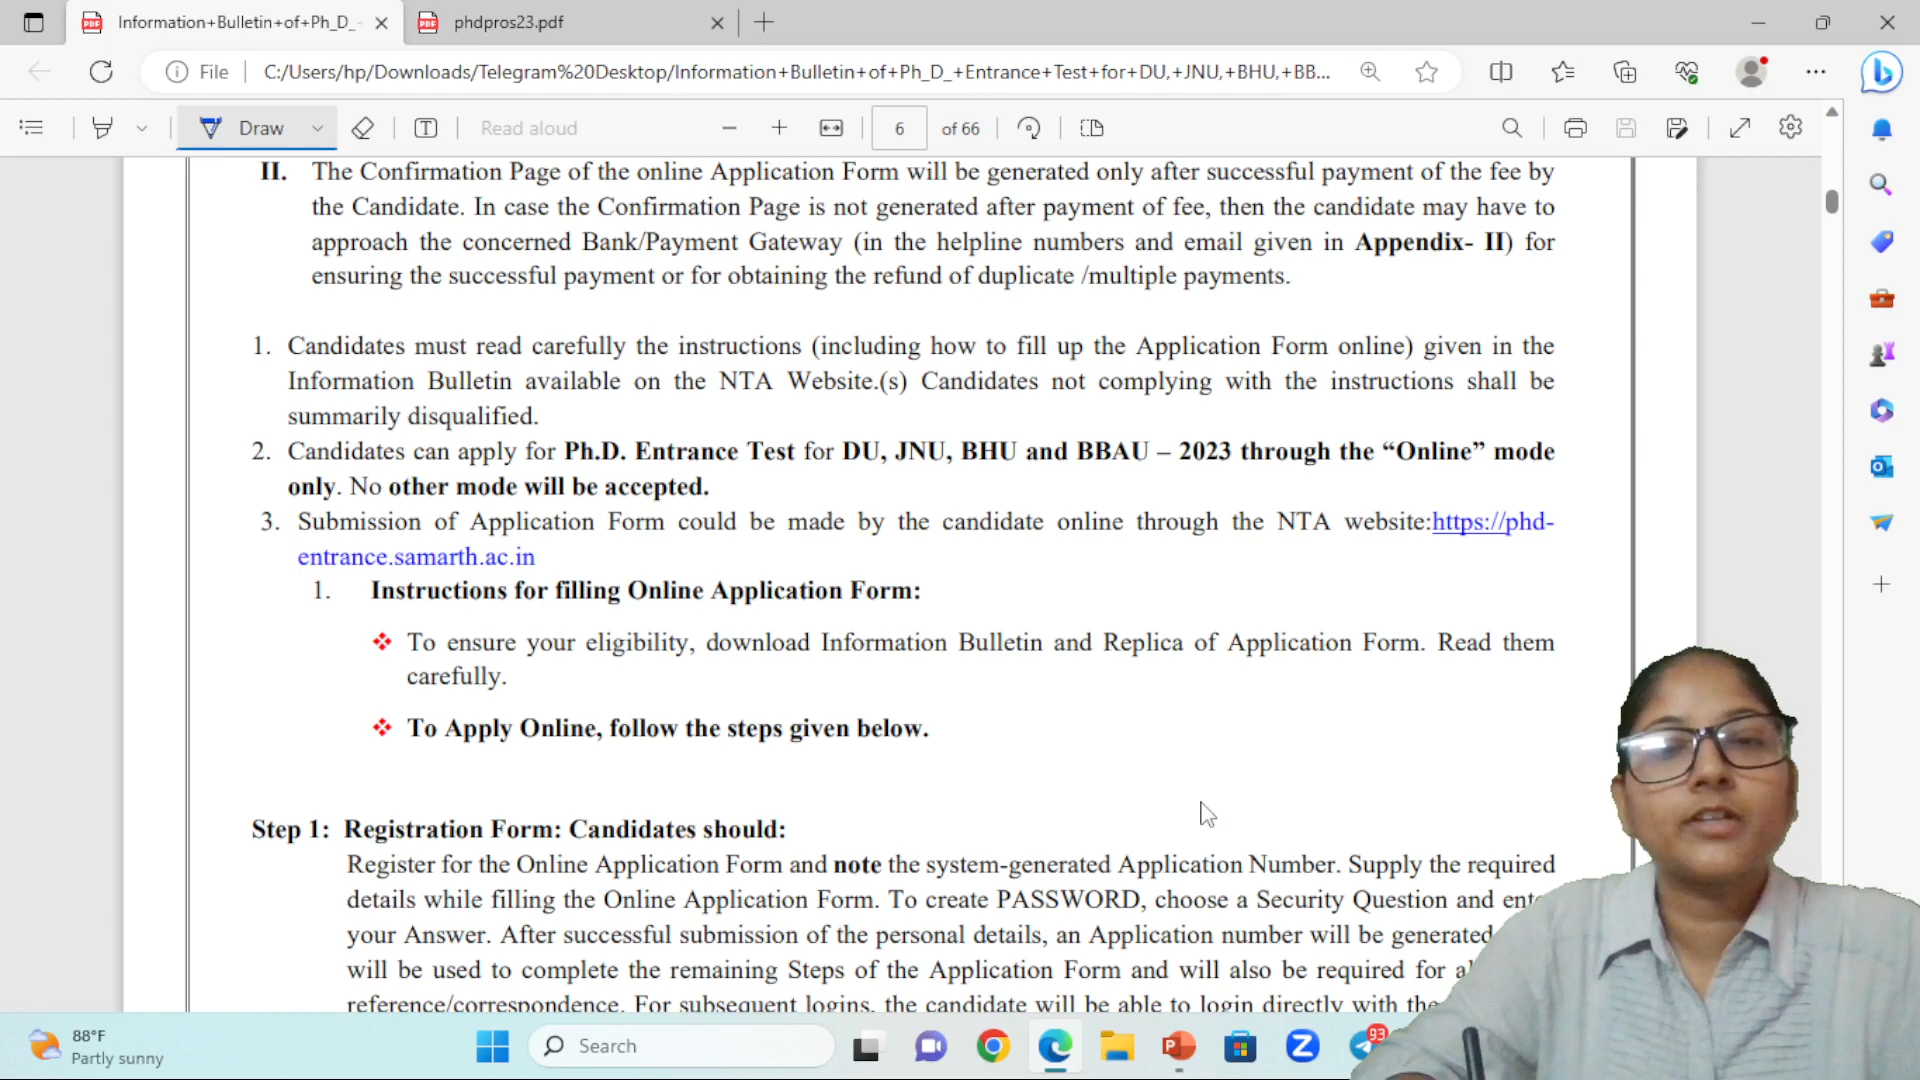 Information+Bulletin+of+Ph_D_
phdpros23.pdf
File
C:/Users/hp/Downloads/Telegram%20Desktop/Information+Bulletin+of+Ph_D_+Entrance+Test+for+DU,+JNU,+BHU,+BB...
Draw
Read aloud
6 of 66
II. The Confirmation Page of the online Application Form will be generated only after successful payment of the fee by
the Candidate. In case the Confirmation Page is not generated after payment of fee, then the candidate may have to
approach the concerned Bank/Payment Gateway (in the helpline numbers and email given in Appendix- II) for
ensuring the successful payment or for obtaining the refund of duplicate /multiple payments.
1. Candidates must read carefully the instructions (including how to fill up the Application Form online) given in the
Information Bulletin available on the NTA Website.(s) Candidates not complying with the instructions shall be
summarily disqualified.
2. Candidates can apply for Ph.D. Entrance Test for DU, JNU, BHU and BBAU – 2023 through the “Online” mode
only. No other mode will be accepted.
3. Submission of Application Form could be made by the candidate online through the NTA website:https://phd-
entrance.samarth.ac.in
1. Instructions for filling Online Application Form:
❖ To ensure your eligibility, download Information Bulletin and Replica of Application Form. Read them
carefully.
❖ To Apply Online, follow the steps given below.
Step 1: Registration Form: Candidates should:
Register for the Online Application Form and note the system-generated Application Number. Supply the required
details while filling the Online Application Form. To create PASSWORD, choose a Security Question and ente
your Answer. After successful submission of the personal details, an Application number will be generated
will be used to complete the remaining Steps of the Application Form and will also be required for al
reference/correspondence. For subsequent logins, the candidate will be able to login directly with the
88°F
Partly sunny
Search
93